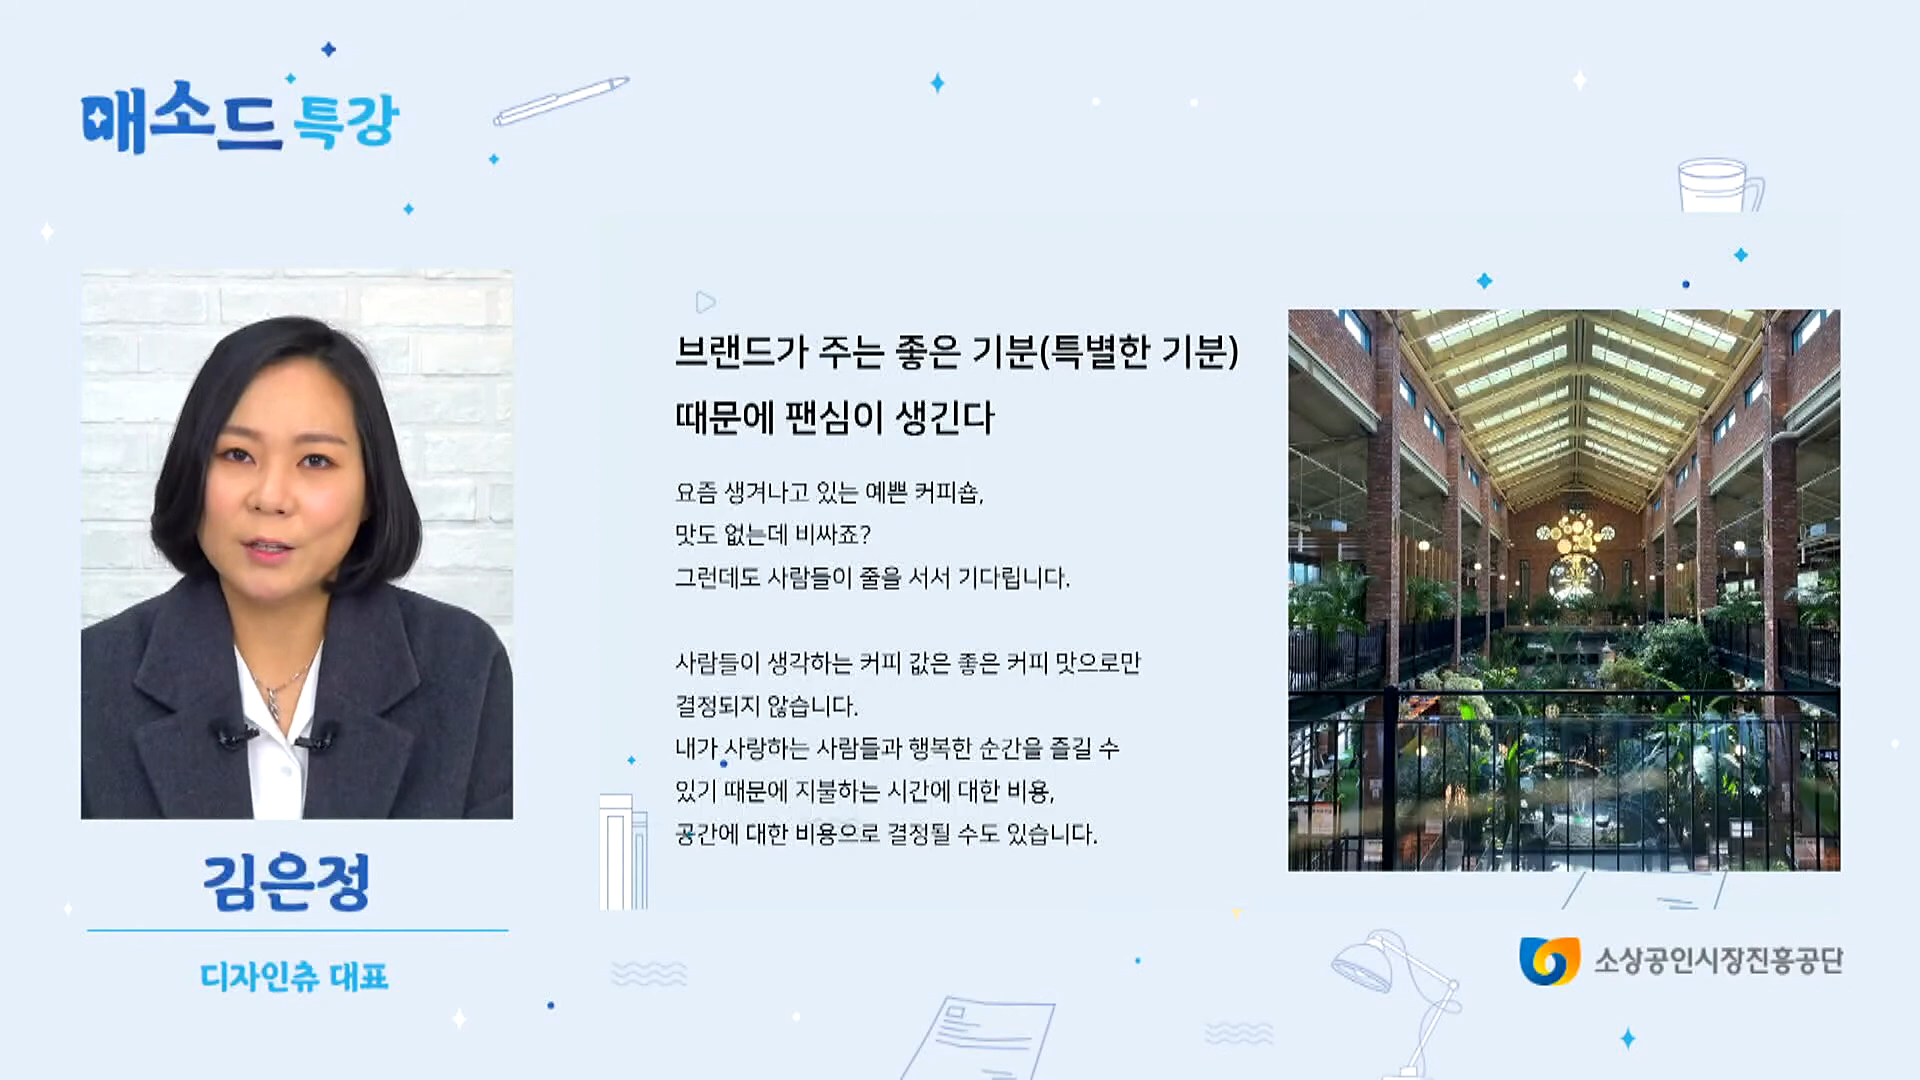 매소드 특강
브랜드가 주는 좋은 기분(특별한 기분)
때문에 팬심이 생긴다
요즘 생겨나고 있는 예쁜 커피숍,
맛도 없는데 비싸죠?
그런데도 사람들이 줄을 서서 기다립니다.
사람들이 생각하는 커피 값은 좋은 커피 맛으로만
결정되지 않습니다.
내가 사랑하는 사람들과 행복한 순간을 즐길 수
있기 때문에 지불하는 시간에 대한 비용,
공간에 대한 비용으로 결정될 수도 있습니다.
김은정
디자인츄 대표
소상공인시장진흥공단